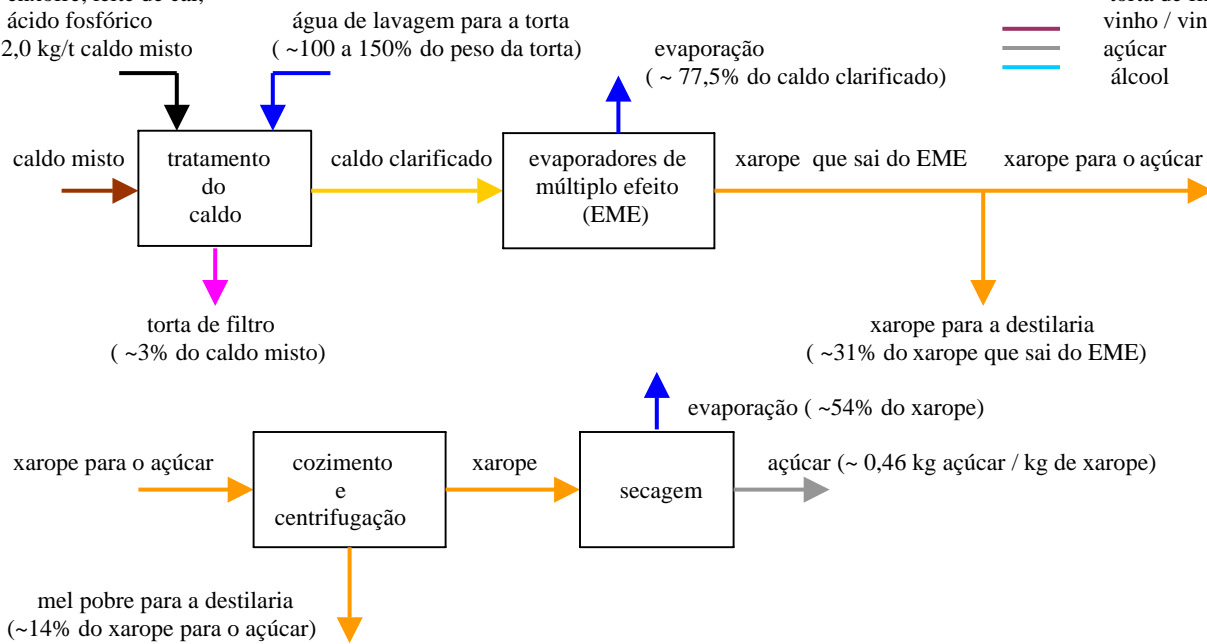 ácido fosfórico
2,0 kg/t caldo misto
água de lavagem para a torta
( ~100 a 150% do peso da torta)
evaporação
( ~ 77,5% do caldo clarificado)
vinho / vin
açúcar
álcool
caldo misto
tratamento
do
caldo
caldo clarificado
evaporadores de
múltiplo efeito
(EME)
xarope que sai do EME
xarope para o açúcar
torta de filtro
( ~3% do caldo misto)
xarope para a destilaria
( ~31% do xarope que sai do EME)
evaporação ( ~54% do xarope)
xarope para o açúcar
cozimento
e
centrifugação
xarope
secagem
açúcar (~ 0,46 kg açúcar / kg de xarope)
mel pobre para a destilaria
(~14% do xarope para o açúcar)